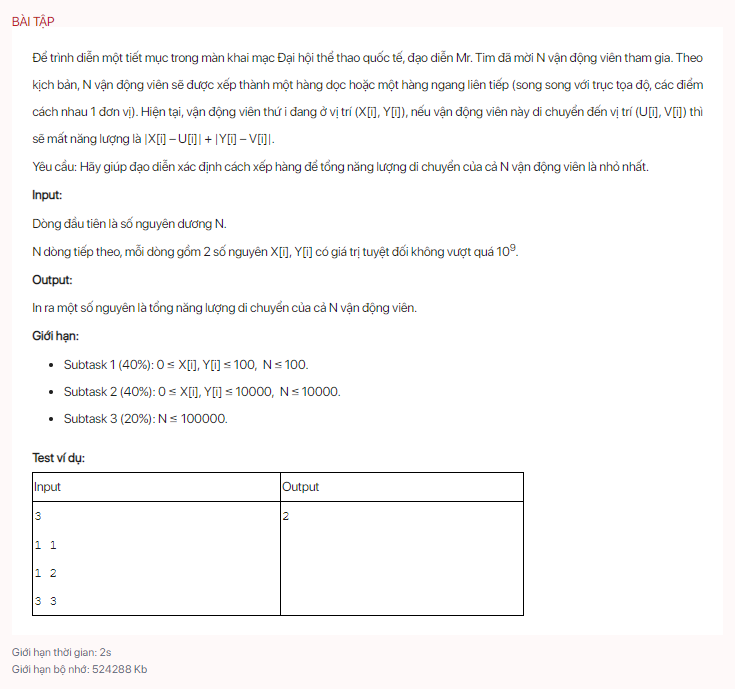 BÀI TẬP
Để trình diễn một tiết mục trong màn khai mạc Đại hội thể thao quốc tế, đạo diễn Mr. Tim đã mời N vận động viên tham gia. Theo
kịch bản, N vận động viên sẽ được xếp thành một hàng dọc hoặc một hàng ngang liên tiếp (song song với trục tọa độ, các điểm
cách nhau 1 đơn vị). Hiện tại, vận động viên thứ i đang ở vị trí (X[i], Y[i]), nếu vận động viên này di chuyển đến vị trí (U[i], V[i]) thì
sẽ mất năng lượng là |X[i] – U[i]| + |Y[i] – V[i]|.
Yêu cầu: Hãy giúp đạo diễn xác định cách xếp hàng để tổng năng lượng di chuyển của cả N vận động viên là nhỏ nhất.
Input:
Dòng đầu tiên là số nguyên dương N.
N dòng tiếp theo, mỗi dòng gồm 2 số nguyên X[i], Y[i] có giá trị tuyệt đối không vượt quá 10⁹.
Output:
In ra một số nguyên là tổng năng lượng di chuyển của cả N vận động viên.
Giới hạn:
• Subtask 1 (40%): 0 ≤ X[i], Y[i] ≤ 100, N ≤ 100.
• Subtask 2 (40%): 0 ≤ X[i], Y[i] ≤ 10000, N ≤ 10000.
• Subtask 3 (20%): N ≤ 100000.
Test ví dụ:
Input Output
3 2
1 1
1 2
3 3
Giới hạn thời gian: 2s
Giới hạn bộ nhớ: 524288 Kb